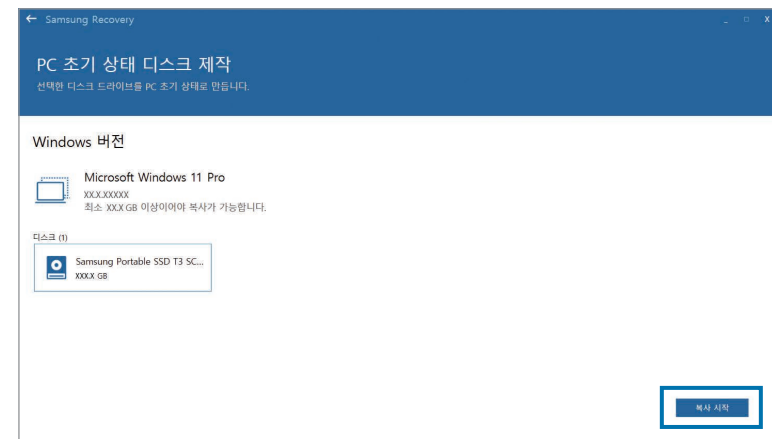 Samsung Recovery
PC 초기 상태 디스크 제작
선택한 디스크 드라이브를 PC 초기 상태로 만듭니다.
Windows 버전
Microsoft Windows 11 Pro
XX.X.XXXXX
최소 XX.X GB 이상이어야 복사가 가능합니다.
디스크 (1)
Samsung Portable SSD T3 SC...
XXX.X GB
복사 시작